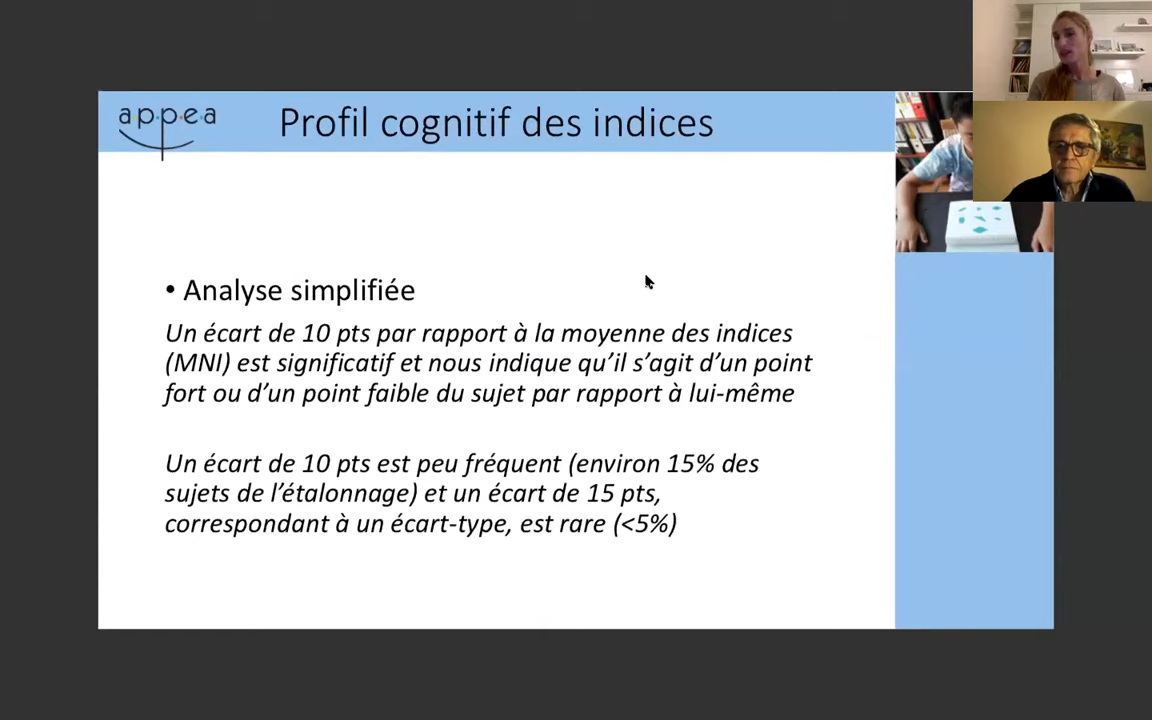 appea
Profil cognitif des indices
• Analyse simplifiée
Un écart de 10 pts par rapport à la moyenne des indices
(MNI) est significatif et nous indique qu’il s’agit d’un point
fort ou d’un point faible du sujet par rapport à lui-même
Un écart de 10 pts est peu fréquent (environ 15% des
sujets de l’étalonnage) et un écart de 15 pts,
correspondant à un écart-type, est rare (<5%)